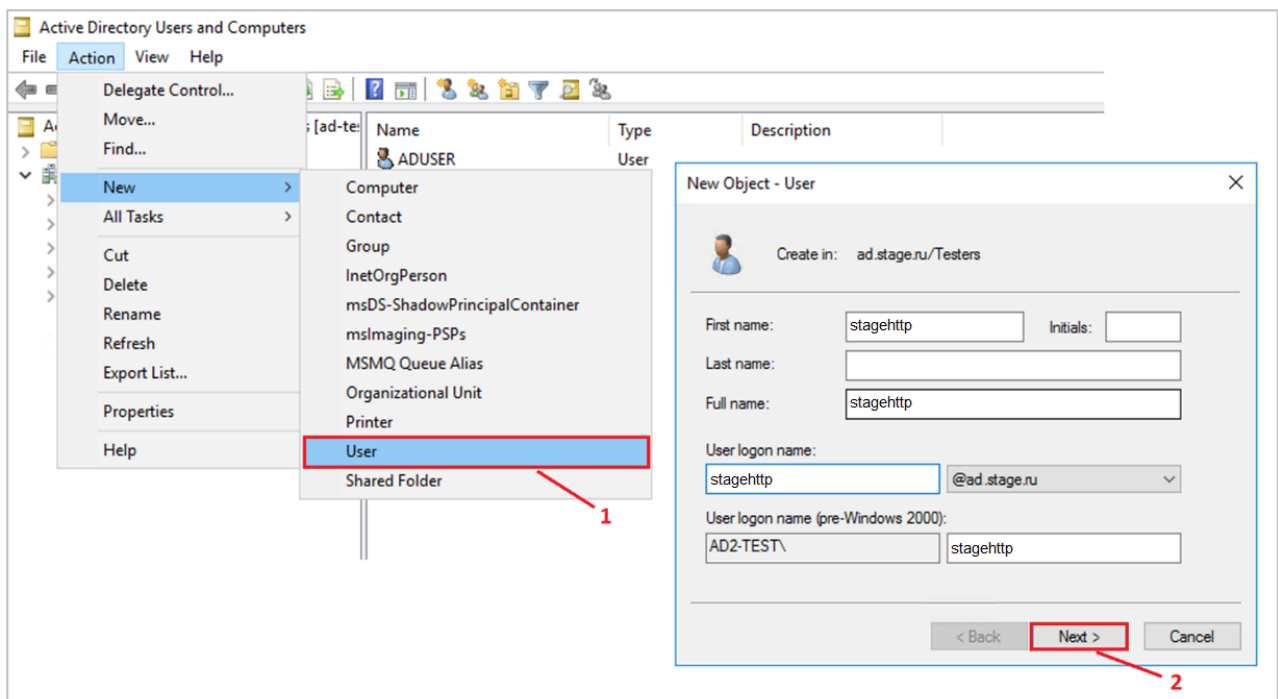 Active Directory Users and Computers
File Action View Help
Delegate Control...
Move...
Find...
New
All Tasks
Cut
Delete
Rename
Refresh
Export List...
Properties
Help
[ad-te:
Name Type Description
ADUSER User
Computer
Contact
Group
InetOrgPerson
msDS-ShadowPrincipalContainer
msImaging-PSPs
MSMQ Queue Alias
Organizational Unit
Printer
User
Shared Folder
1
New Object - User
Create in: ad.stage.ru/Testers
First name: stagehttp Initials:
Last name:
Full name: stagehttp
User logon name:
stagehttp @ad.stage.ru
User logon name (pre-Windows 2000):
AD2-TEST\ stagehttp
< Back Next > Cancel
2